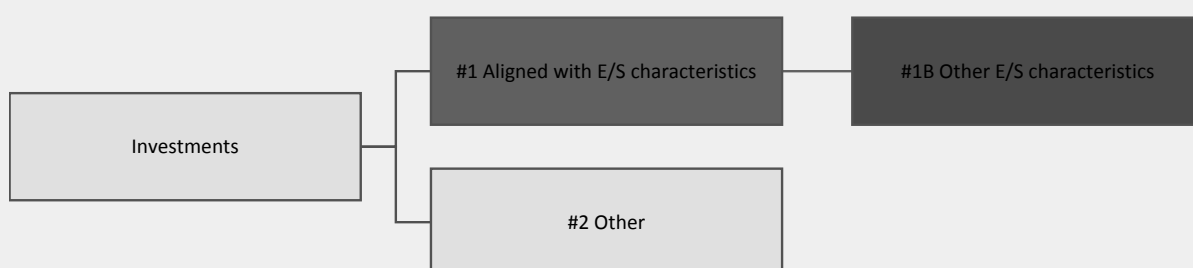 #1 Aligned with E/S characteristics
#1B Other E/S characteristics
Investments
#2 Other